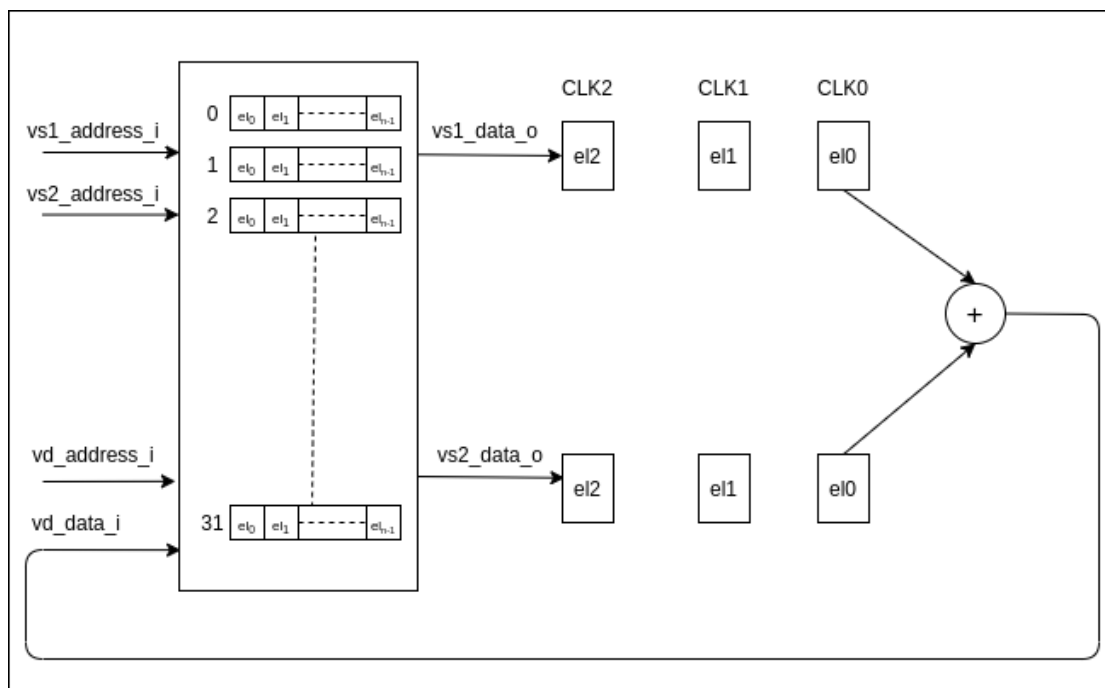 CLK2 CLK1 CLK0
0 el0 el1 eln-1
vs1_address_i
vs1_data_o
el2 el1 el0
1 el0 el1 eln-1
vs2_address_i
2 el0 el1 eln-1
+
vd_address_i
vs2_data_o
el2 el1 el0
vd_data_i
31 el0 el1 eln-1